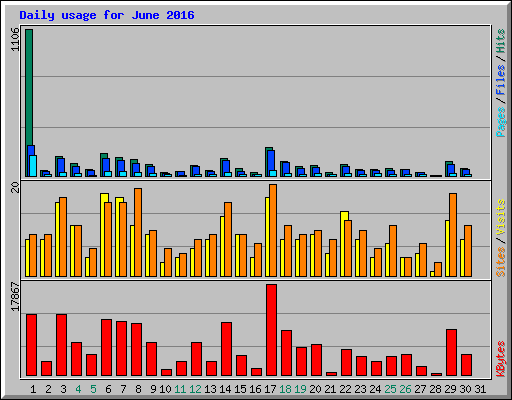 Daily usage for June 2016
1106
Pages / Files / Hits
20
Sites / Visits
17867
KBytes
1 2 3 4 5 6 7 8 9 10 11 12 13 14 15 16 17 18 19 20 21 22 23 24 25 26 27 28 29 30 31